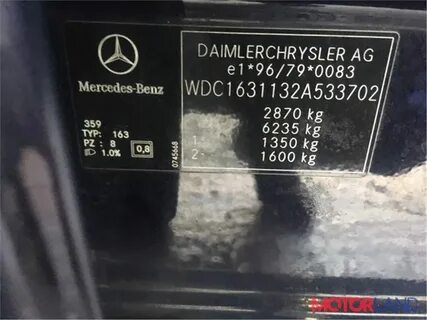 Mercedes-Benz
DAIMLERCHRYSLER AG
e1*96/79*0083
WDC1631132A533702
2870 kg
6235 kg
1. 1350 kg
2- 1600 kg
359
TYP: 163
PZ : 8
1.0% 0,8
0745668
MOTORLAND